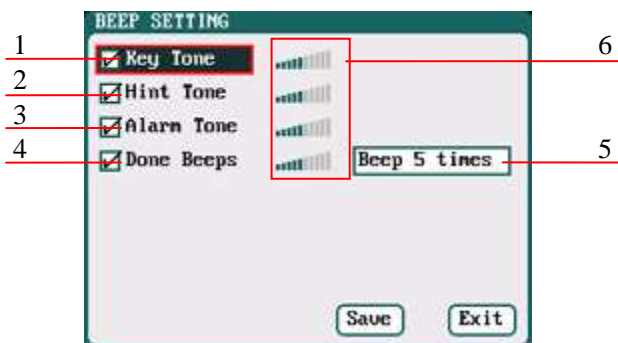 BEEP SETTING
1 Key Tone 6
2 Hint Tone
3 Alarm Tone
4 Done Beeps Beep 5 times 5
Save Exit